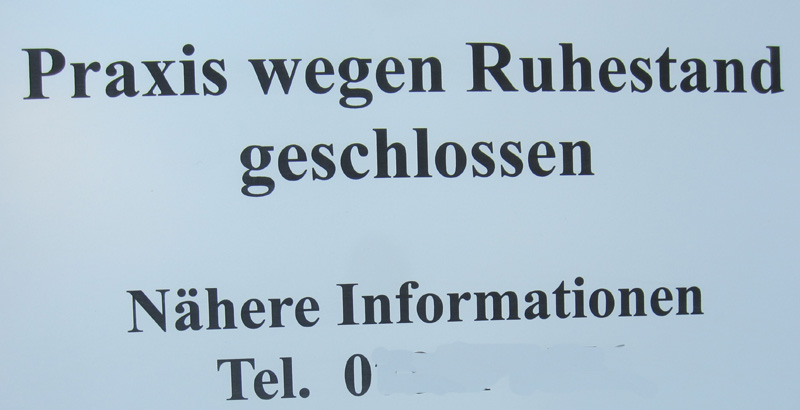 Praxis wegen Ruhestand
geschlossen
Nähere Informationen
Tel. 0